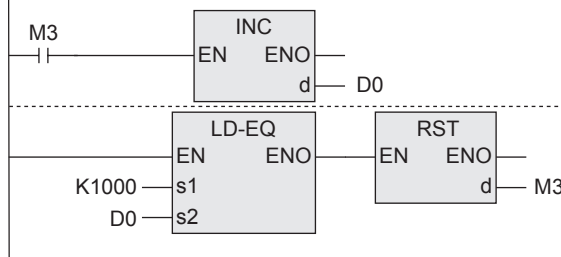 M3
INC
EN ENO
d D0
LD-EQ RST
EN ENO EN ENO
K1000 s1 d M3
D0 s2